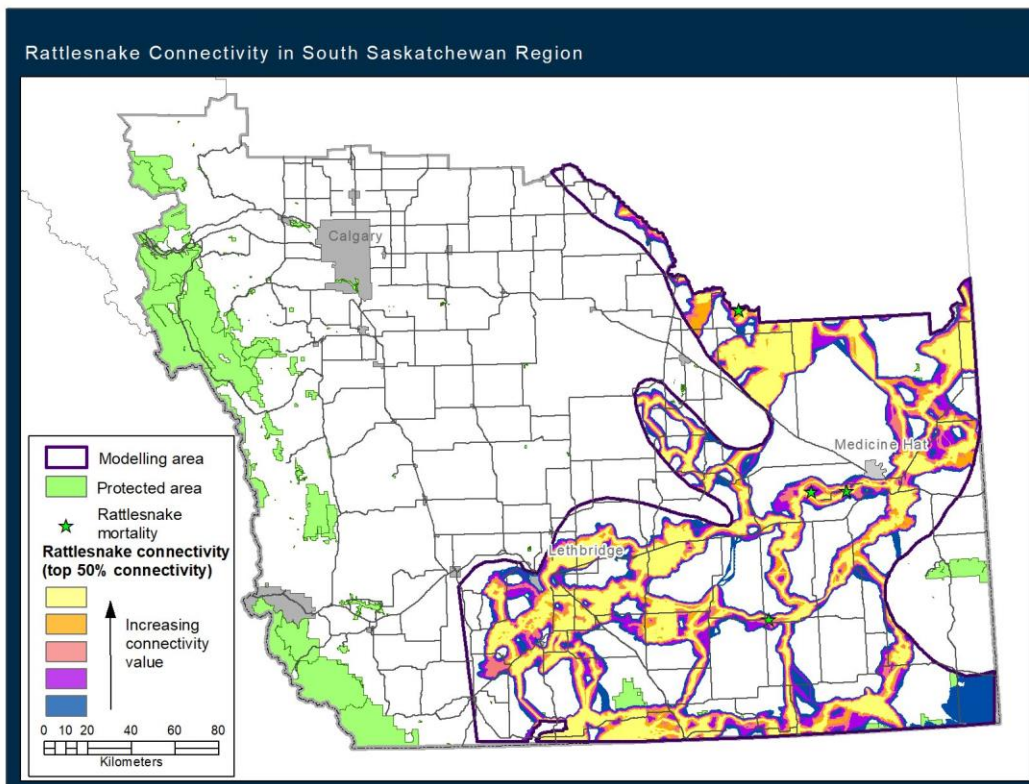 Rattlesnake Connectivity in South Saskatchewan Region
Calgary
Medicine Hat
Lethbridge
Modelling area
Protected area
Rattlesnake
mortality
Rattlesnake connectivity
(top 50% connectivity)
Increasing
connectivity
value
0 10 20 40 60 80
Kilometers